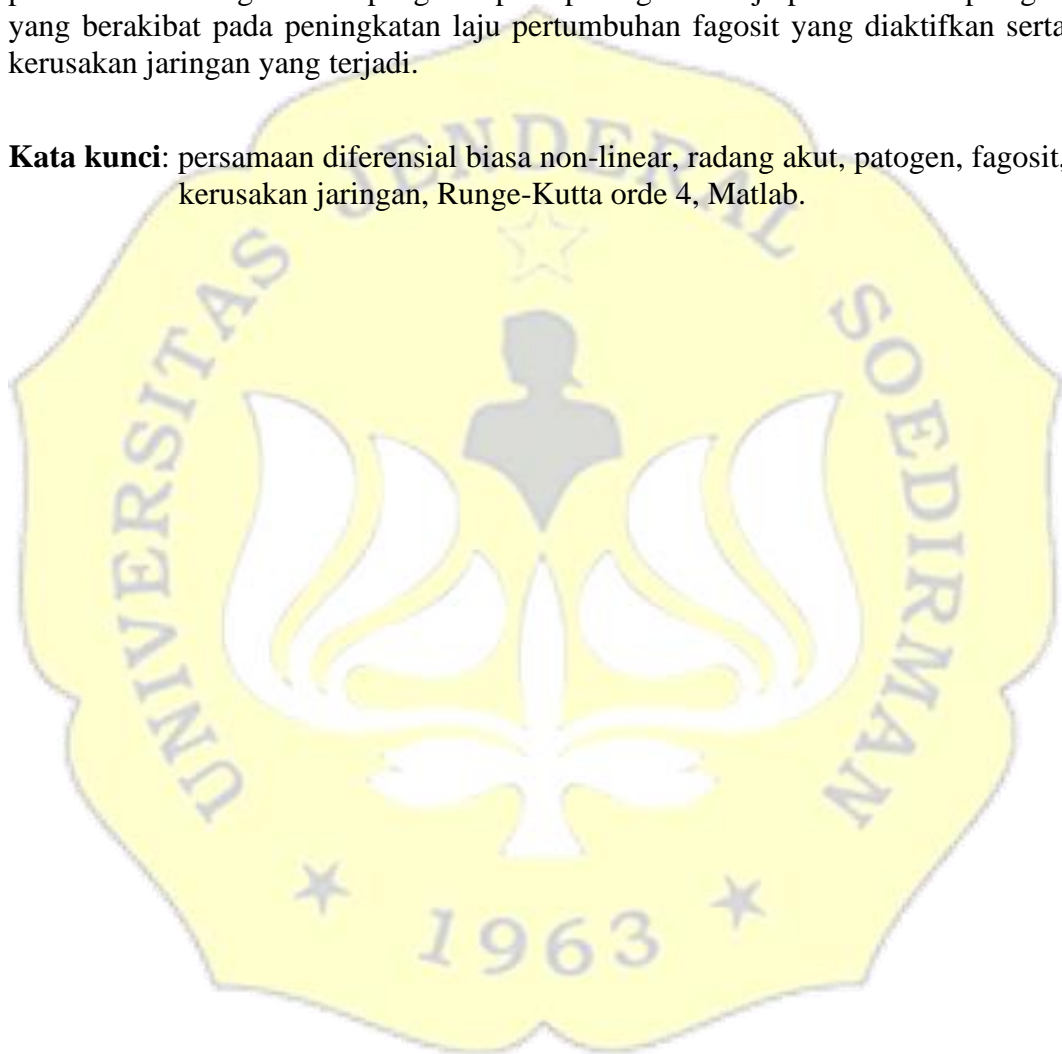 yang berakibat pada peningkatan laju pertumbuhan fagosit yang diaktifkan serta
kerusakan jaringan yang terjadi.
Kata kunci: persamaan diferensial biasa non-linear, radang akut, patogen, fagosit,
kerusakan jaringan, Runge-Kutta orde 4, Matlab.
UNIVERSITAS JENDERAL SOEDIRMAN
1963